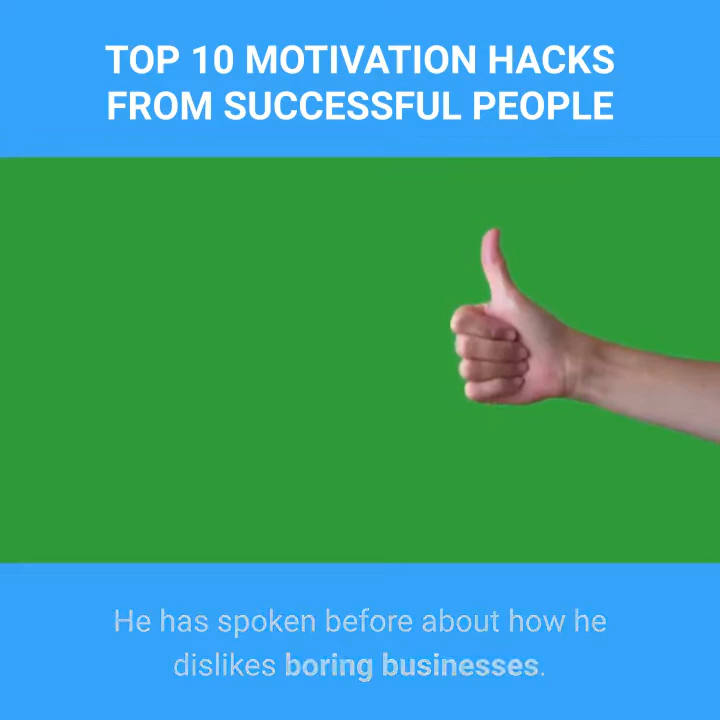 TOP 10 MOTIVATION HACKS
FROM SUCCESSFUL PEOPLE
He has spoken before about how he
dislikes boring businesses.